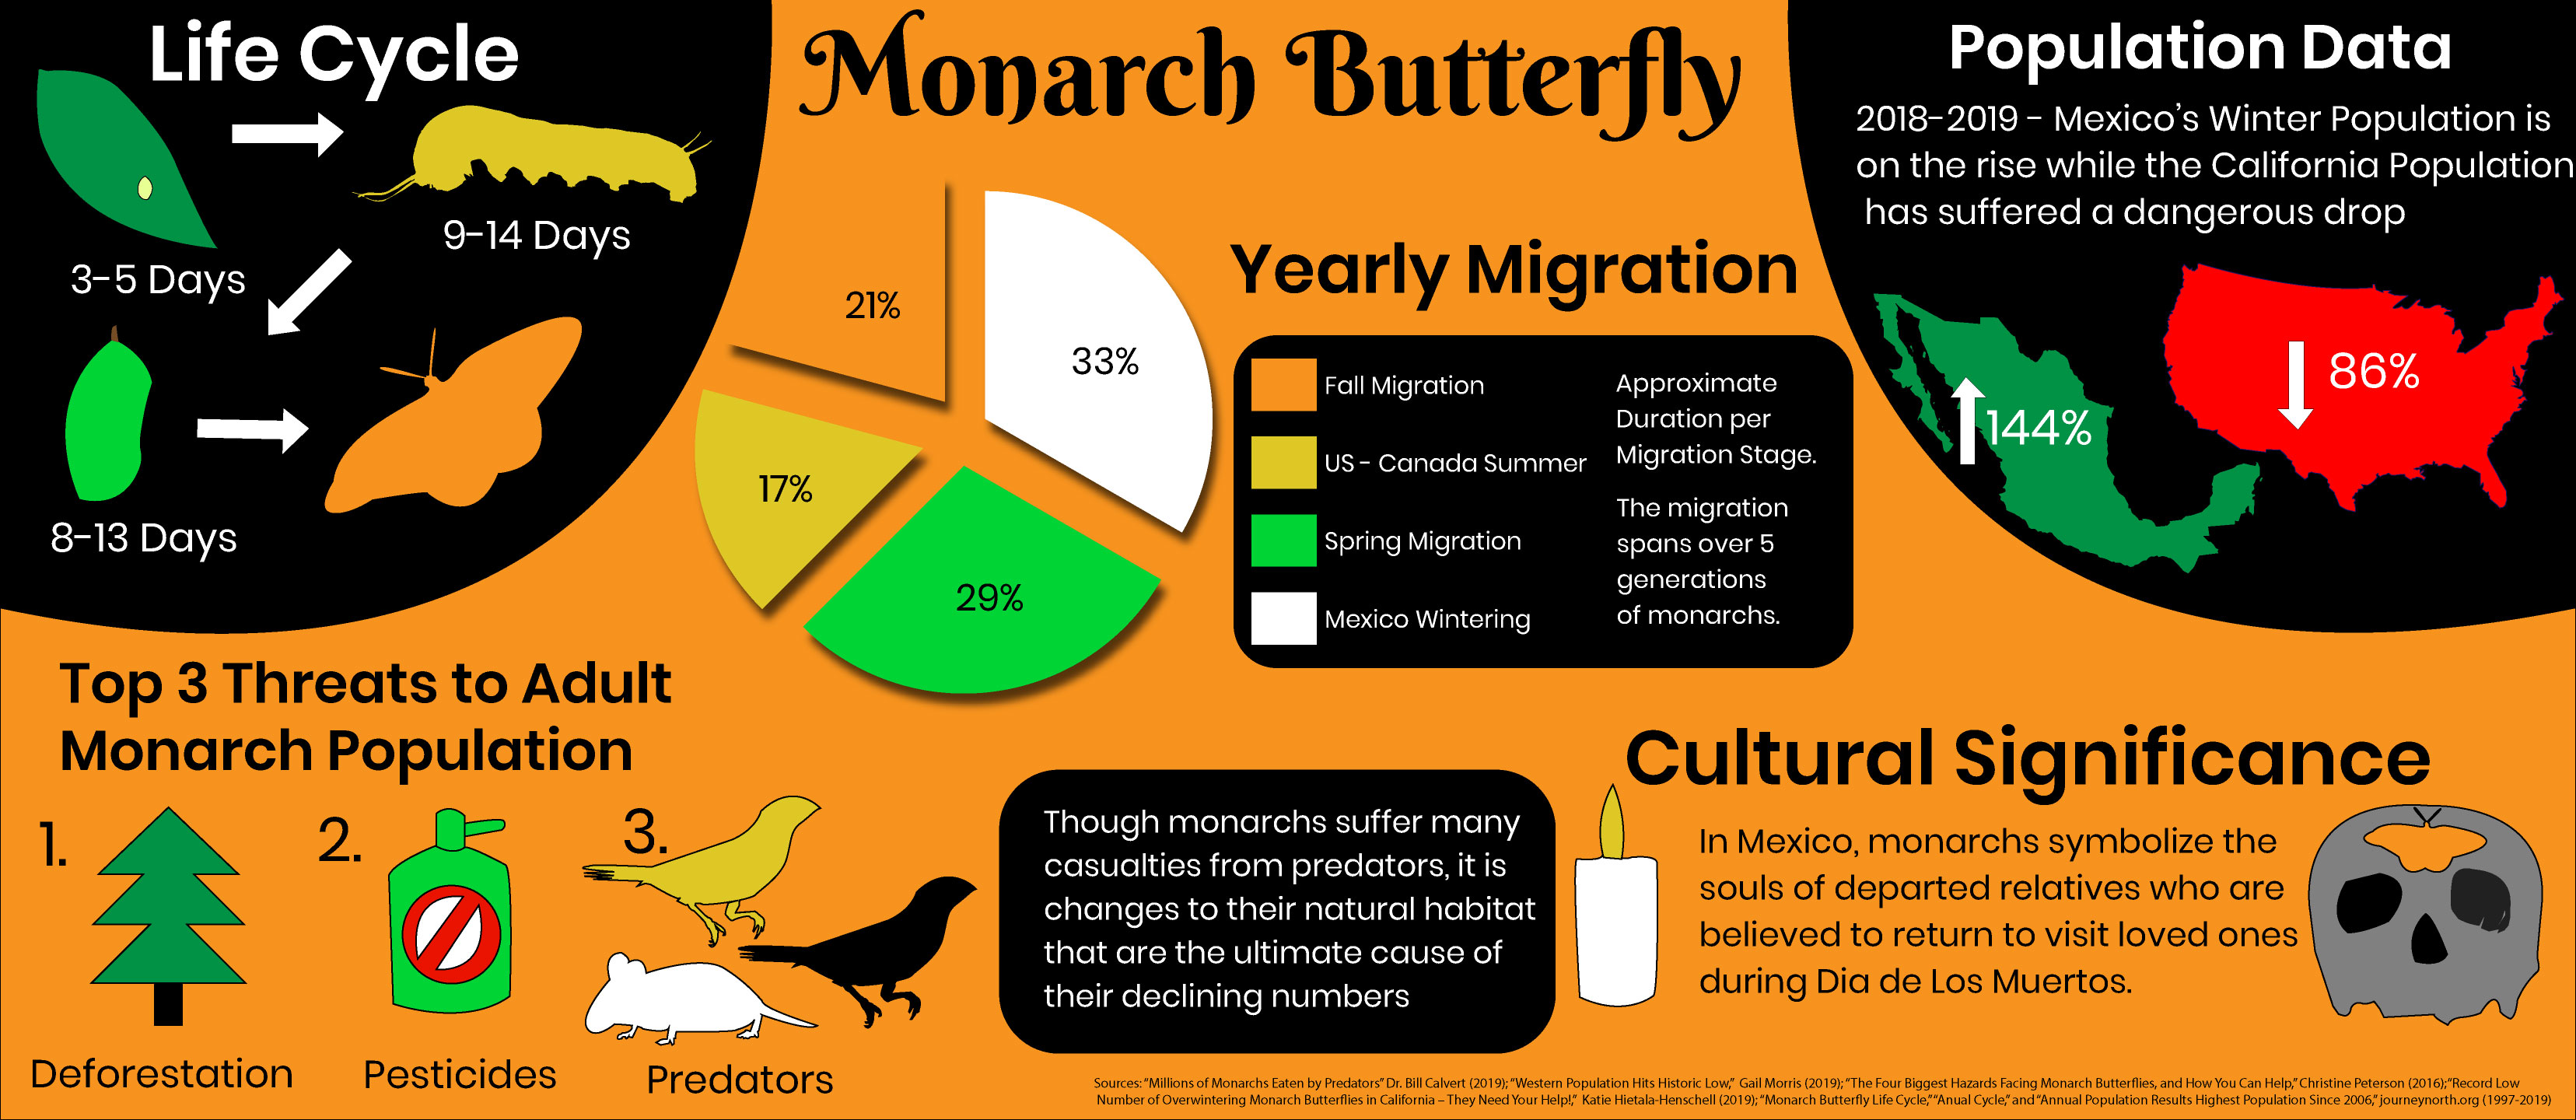 Life Cycle
3-5 Days
9-14 Days
8-13 Days
Monarch Butterfly
21%
33%
17%
29%
Yearly Migration
Fall Migration
US - Canada Summer
Spring Migration
Mexico Wintering
Approximate
Duration per
Migration Stage.
The migration
spans over 5
generations
of monarchs.
Population Data
2018-2019 - Mexico's Winter Population is
on the rise while the California Population
has suffered a dangerous drop
144%
86%
Top 3 Threats to Adult
Monarch Population
1.
2.
3.
Deforestation
Pesticides
Predators
Though monarchs suffer many
casualties from predators, it is
changes to their natural habitat
that are the ultimate cause of
their declining numbers
Cultural Significance
In Mexico, monarchs symbolize the
souls of departed relatives who are
believed to return to visit loved ones
during Dia de Los Muertos.
Sources: "Millions of Monarchs Eaten by Predators" Dr. Bill Calvert (2019); "Western Population Hits Historic Low," Gail Morris (2019); "The Four Biggest Hazards Facing Monarch Butterflies, and How You Can Help," Christine Peterson (2016); "Record Low
Number of Overwintering Monarch Butterflies in California – They Need Your Help!," Katie Hietala-Henschell (2019); "Monarch Butterfly Life Cycle," "Anual Cycle," and "Annual Population Results Highest Population Since 2006," journeynorth.org (1997-2019)